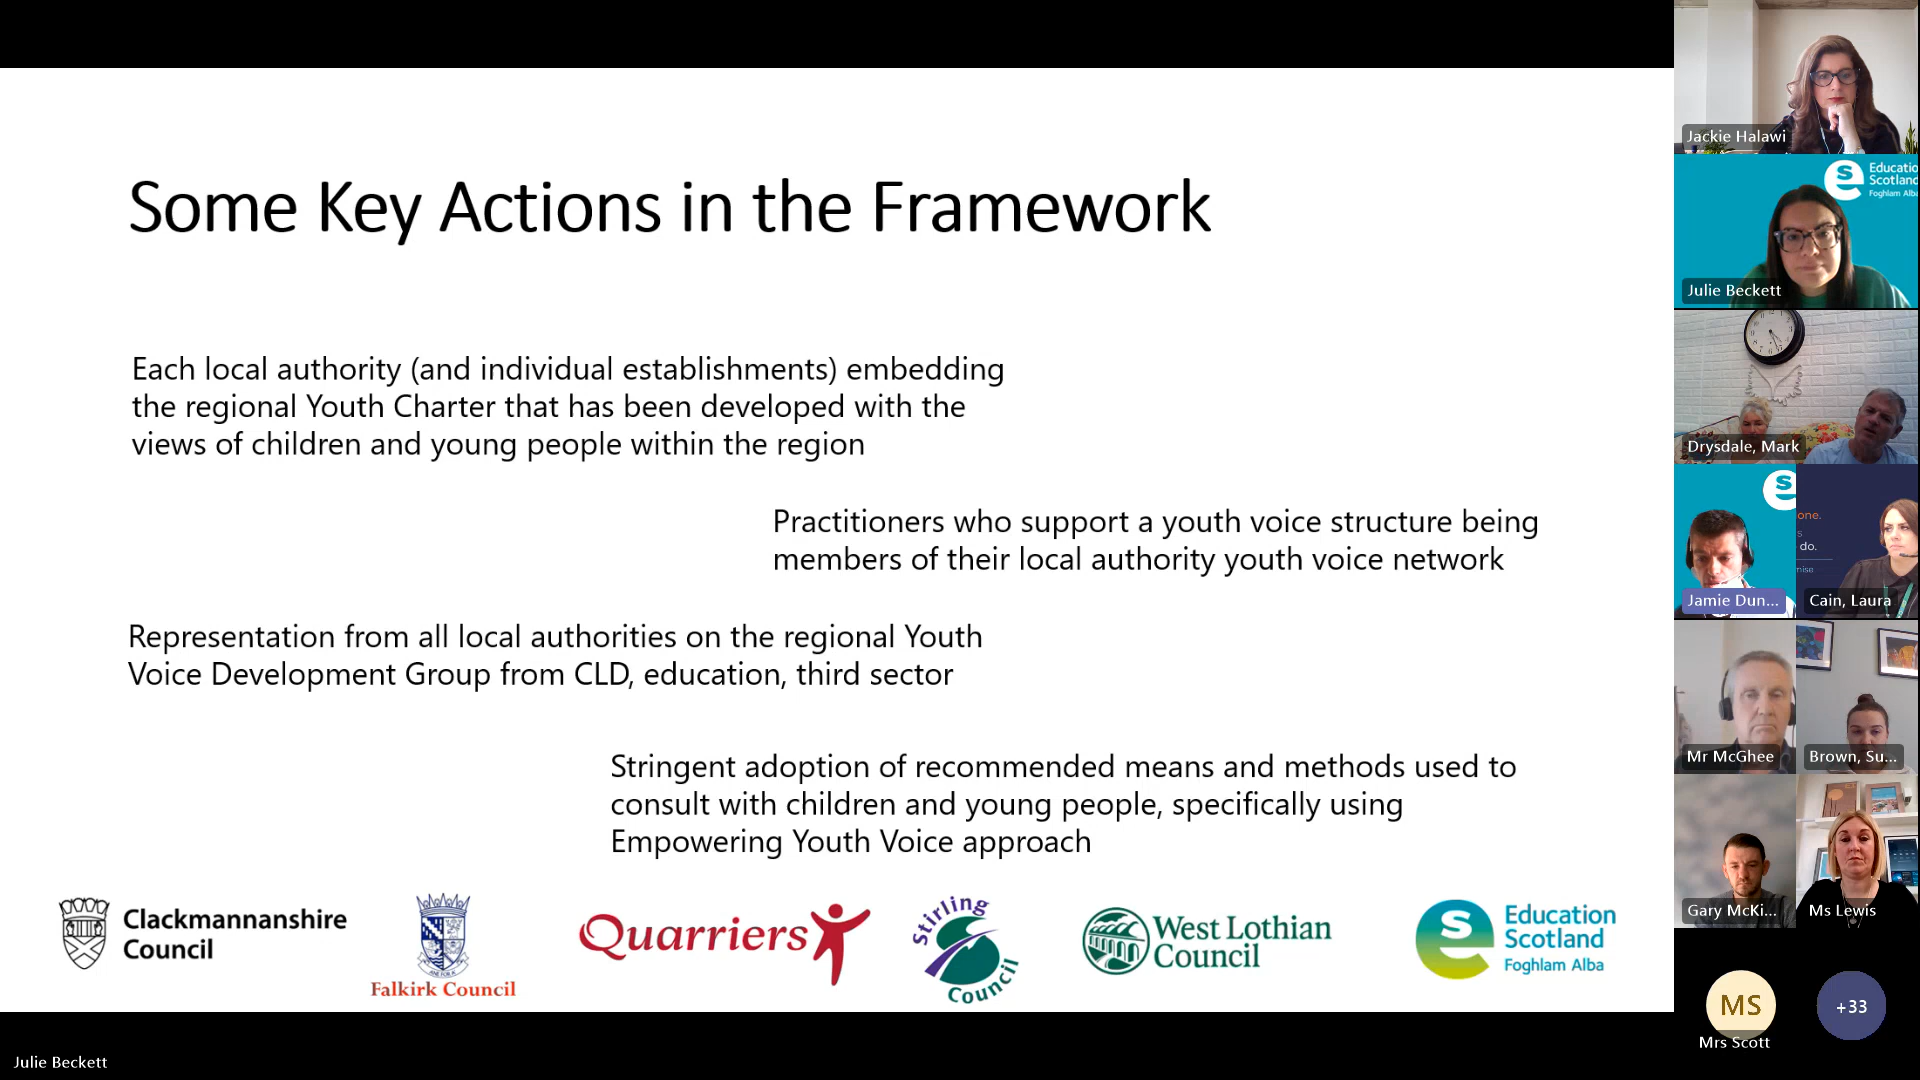 Some Key Actions in the Framework
Each local authority (and individual establishments) embedding
the regional Youth Charter that has been developed with the
views of children and young people within the region
Practitioners who support a youth voice structure being
members of their local authority youth voice network
Representation from all local authorities on the regional Youth
Voice Development Group from CLD, education, third sector
Stringent adoption of recommended means and methods used to
consult with children and young people, specifically using
Empowering Youth Voice approach
Clackmannanshire
Council
Falkirk Council
Quarriers
Stirling
Council
West Lothian
Council
Education
Scotland
Foghlam Alba
Julie Beckett
Jackie Halawi
Educatio
Scotland
Foghlam Alba
Julie Beckett
Drysdale, Mark
one.
do.
Jamie Dun...
Cain, Laura
Mr McGhee
Brown, Su...
Gary McKi...
Ms Lewis
MS
Mrs Scott
+33